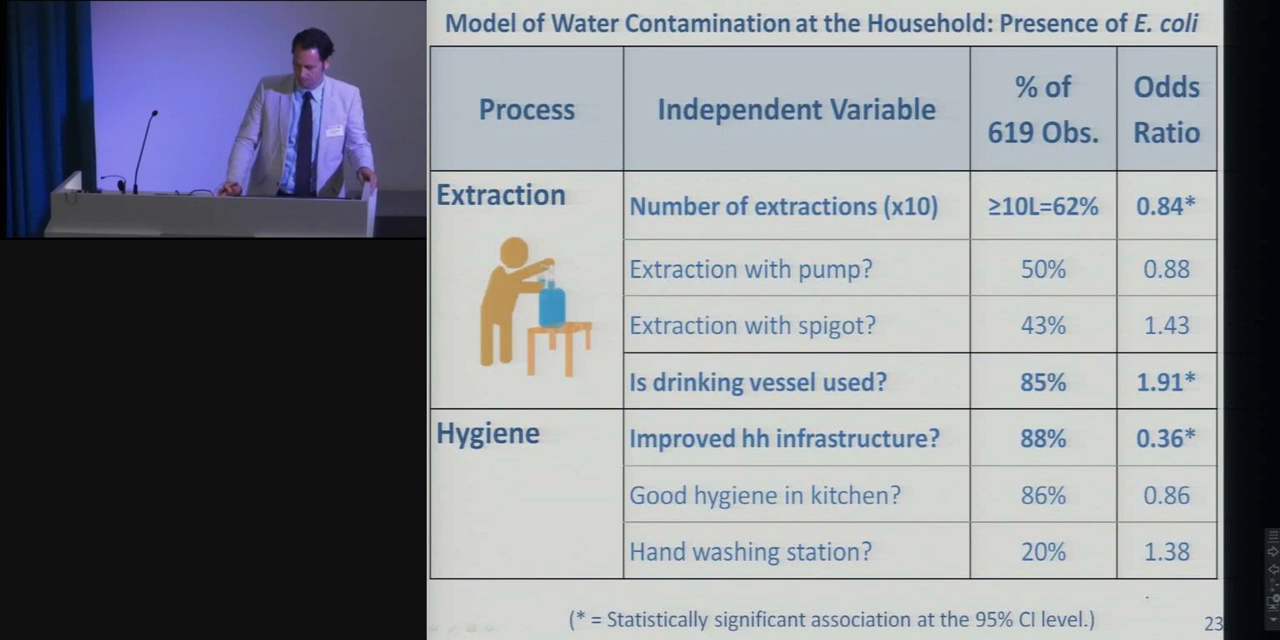 Model of Water Contamination at the Household: Presence of E. coli
Process
Independent Variable
% of
619 Obs.
Odds
Ratio
Extraction
Number of extractions (x10)
≥10L=62%
0.84*
Extraction with pump?
50%
0.88
Extraction with spigot?
43%
1.43
Is drinking vessel used?
85%
1.91*
Hygiene
Improved hh infrastructure?
88%
0.36*
Good hygiene in kitchen?
86%
0.86
Hand washing station?
20%
1.38
(* = Statistically significant association at the 95% CI level.)
23